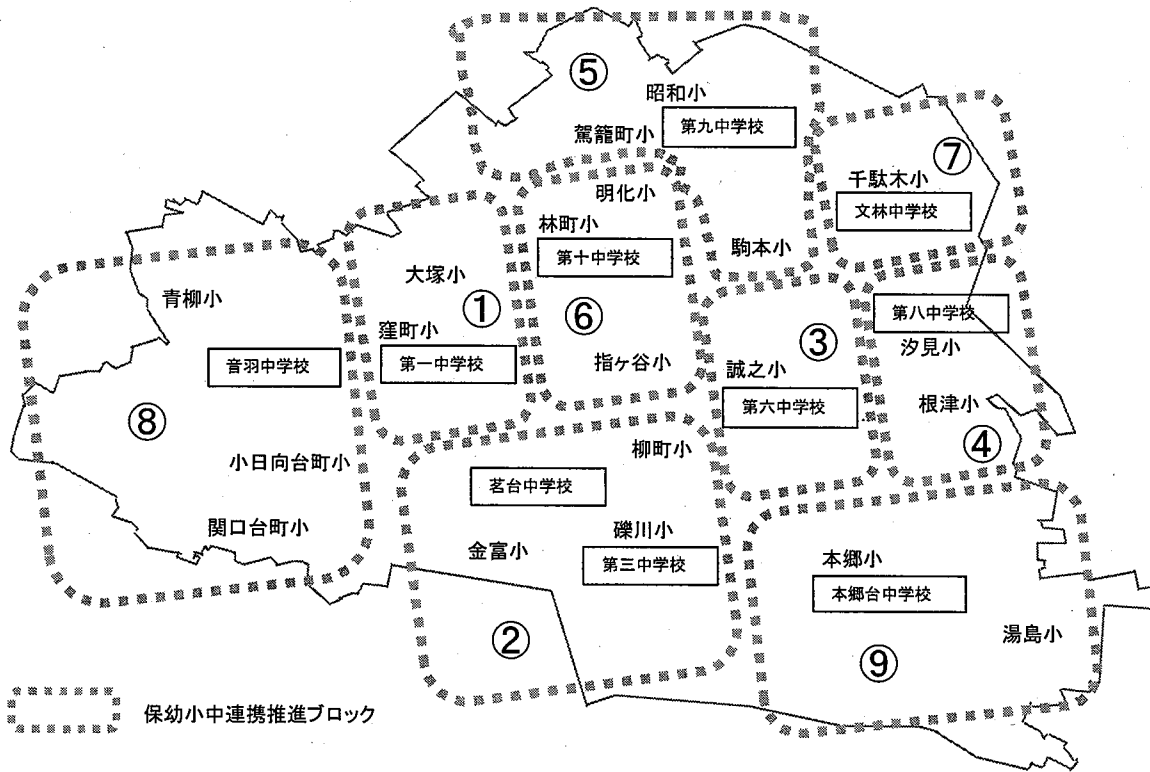 ⑤
昭和小
第九中学校
駕籠町小
⑦
千駄木小
文林中学校
明化小
林町小
第十中学校
駒本小
大塚小
①
窪町小
第一中学校
⑥
指ヶ谷小
③
誠之小
第六中学校
第八中学校
汐見小
根津小
④
青柳小
音羽中学校
⑧
小日向台町小
関口台町小
柳町小
茗台中学校
礫川小
金富小
第三中学校
②
本郷小
本郷台中学校
湯島小
⑨
保幼小中連携推進ブロック